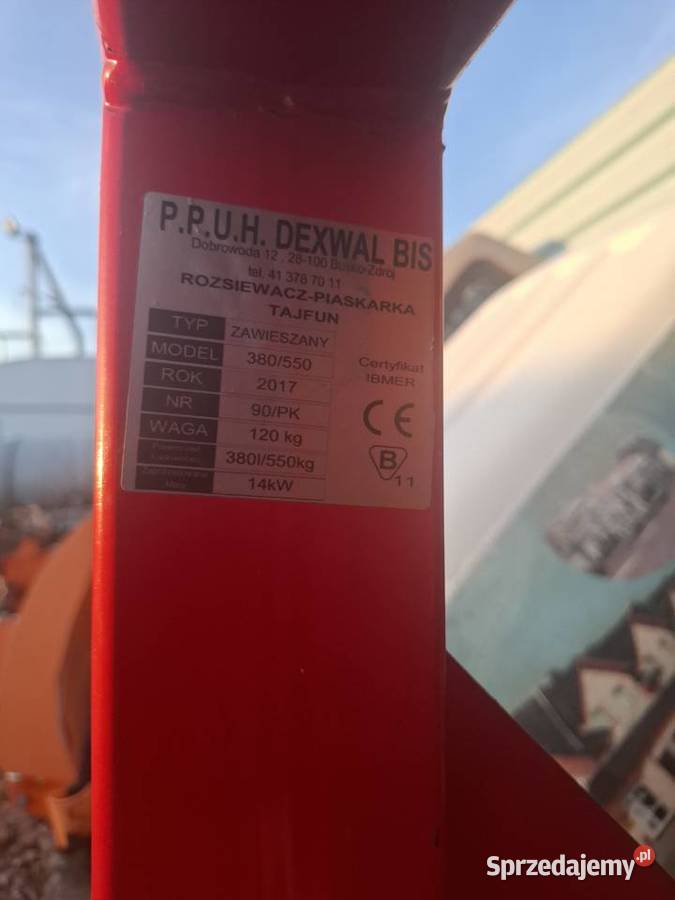 P.P.U.H. DEXWAL BIS
Dobrowoda 12 , 28-100 Busko-Zdrój
tel. 41 378 70 11
ROZSIEWACZ-PIASKARKA
TAJFUN
TYP ZAWIESZANY
MODEL 380/550
ROK 2017
NR 90/PK
WAGA 120 kg
380l/550kg
14kW
Certyfikat
IBMER
CE
B
11
Sprzedajemy.pl